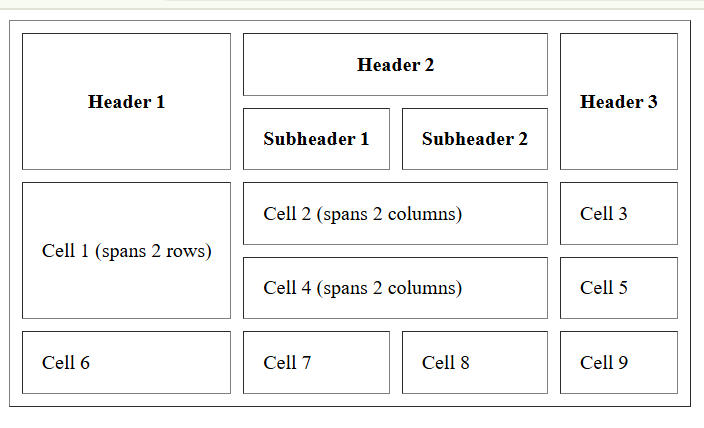 Header 1
Header 2
Header 3
Subheader 1
Subheader 2
Cell 1 (spans 2 rows)
Cell 2 (spans 2 columns)
Cell 3
Cell 4 (spans 2 columns)
Cell 5
Cell 6
Cell 7
Cell 8
Cell 9